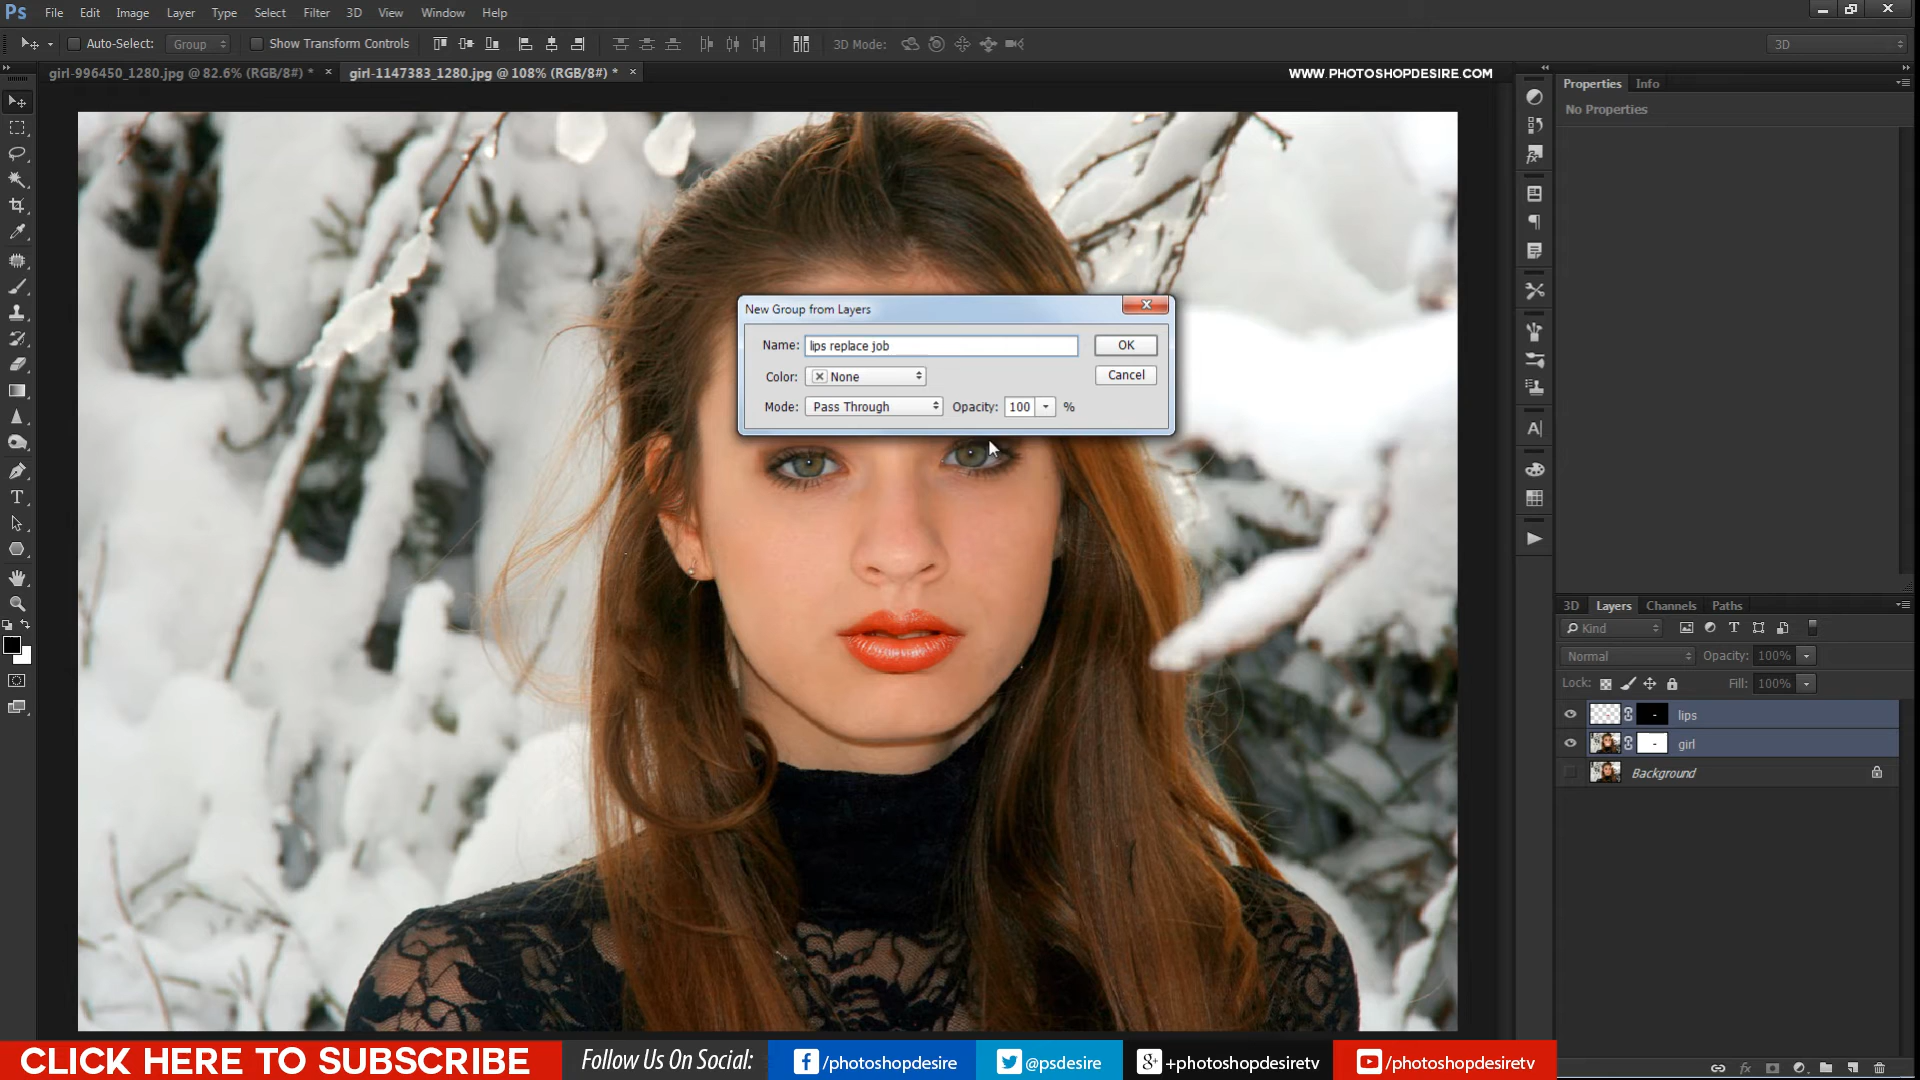 Ps File Edit Image Layer Type Select Filter 3D View Window Help
Auto-Select: Group Show Transform Controls 3D Mode: 3D
girl-996450_1280.jpg @ 82.6% (RGB/8#) * × girl-1147383_1280.jpg @ 108% (RGB/8#) * ×
WWW.PHOTOSHOPDESIRE.COM
Properties Info
No Properties
New Group from Layers
Name: lips replace job OK
Color: None Cancel
Mode: Pass Through Opacity: 100 %
3D Layers Channels Paths
Kind
Normal Opacity: 100%
Lock: Fill: 100%
lips
girl
Background
CLICK HERE TO SUBSCRIBE Follow Us On Social: /photoshopdesire @psdesire +photoshopdesiretv /photoshopdesiretv